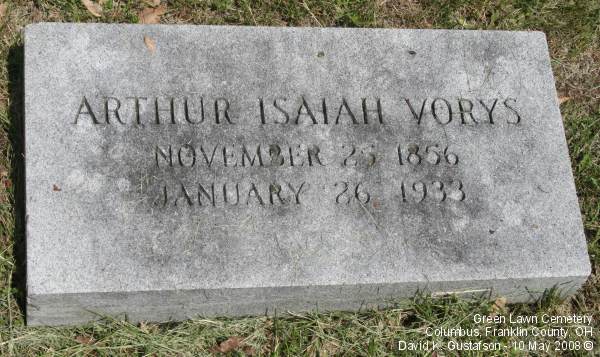 ARTHUR ISAIAH VORYS
NOVEMBER 25 1856
JANUARY 26 1933
Green Lawn Cemetery
Columbus, Franklin County, OH
David K. Gustafson - 10 May 2008 ©